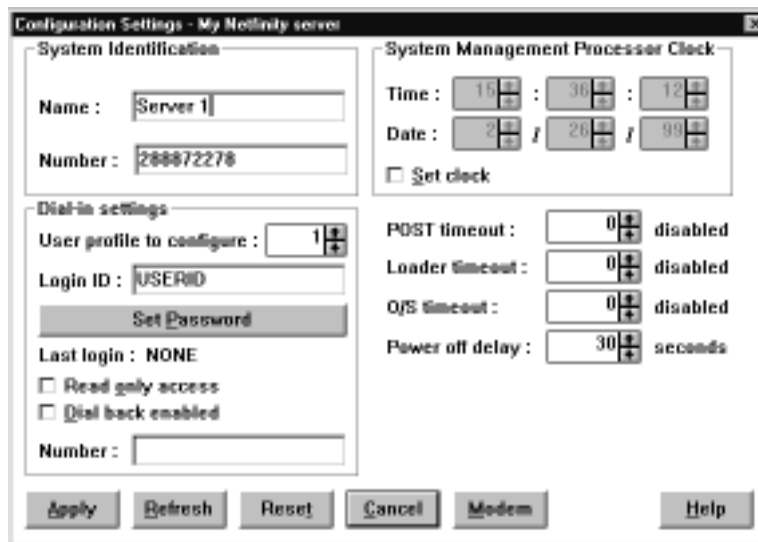 Configuration Settings - My Netfinity server
System Identification
Name : Server 1
Number : 288872278
System Management Processor Clock
Time : 15 : 36 : 12
Date : 2 / 26 / 99
Set clock
Dial-in settings
User profile to configure : 1
Login ID : USERID
Set Password
Last login : NONE
Read only access
Dial back enabled
Number :
POST timeout : 0 disabled
Loader timeout : 0 disabled
O/S timeout : 0 disabled
Power off delay : 30 seconds
Apply Refresh Reset Cancel Modem Help